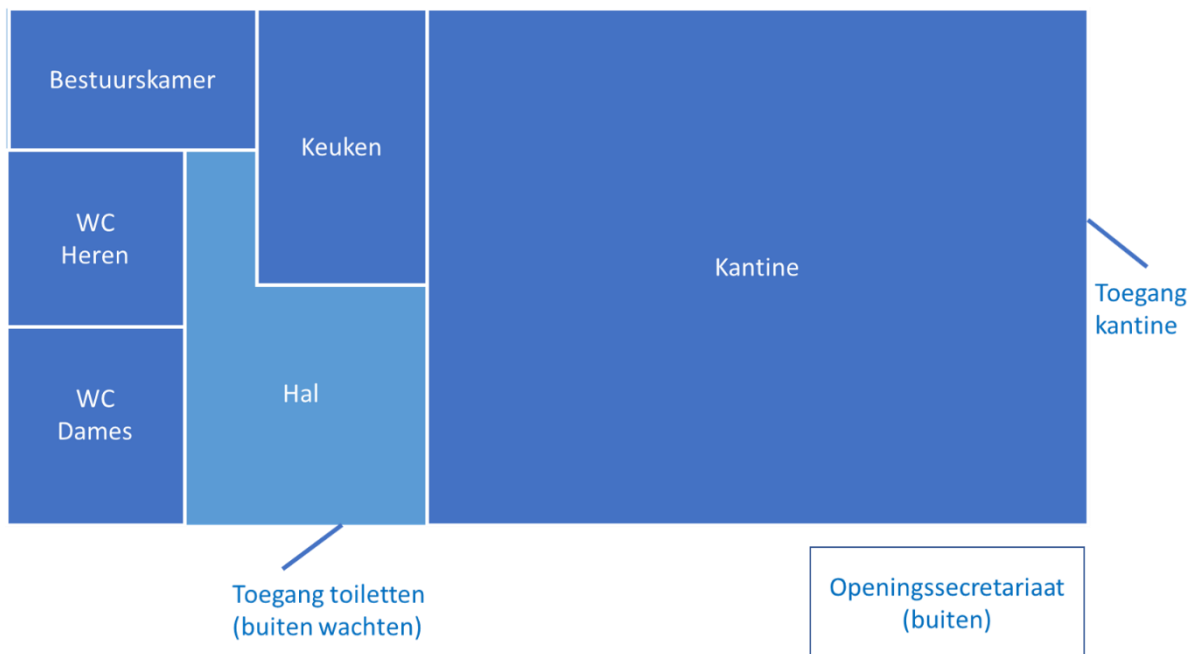 Bestuurskamer
Keuken
WC
Heren
Kantine
Toegang
kantine
WC
Dames
Hal
Toegang toiletten
(buiten wachten)
Openingssecretariaat
(buiten)